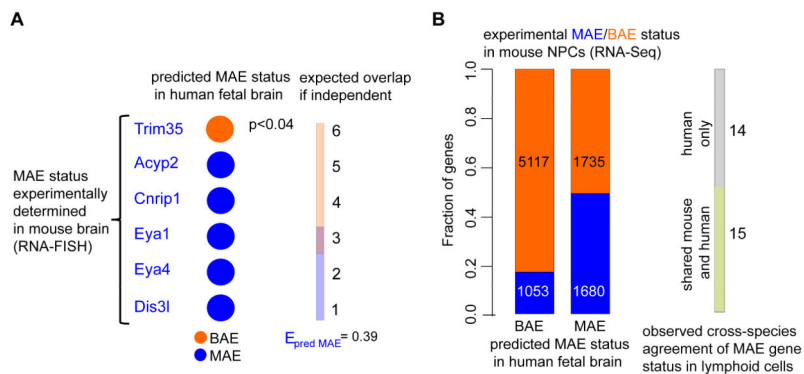 A
predicted MAE status
in human fetal brain
expected overlap
if independent
MAE status
experimentally
determined
in mouse brain
(RNA-FISH)
Trim35
Acyp2
Cnrip1
Eya1
Eya4
Dis3l
p<0.04
6
5
4
3
2
1
BAE
MAE
E pred MAE = 0.39
B
experimental MAE/BAE status
in mouse NPCs (RNA-Seq)
Fraction of genes
1.0
0.8
0.6
0.4
0.2
0.0
5117
1735
1053
1680
BAE
MAE
predicted MAE status
in human fetal brain
human
only
14
shared mouse
and human
15
observed cross-species
agreement of MAE gene
status in lymphoid cells